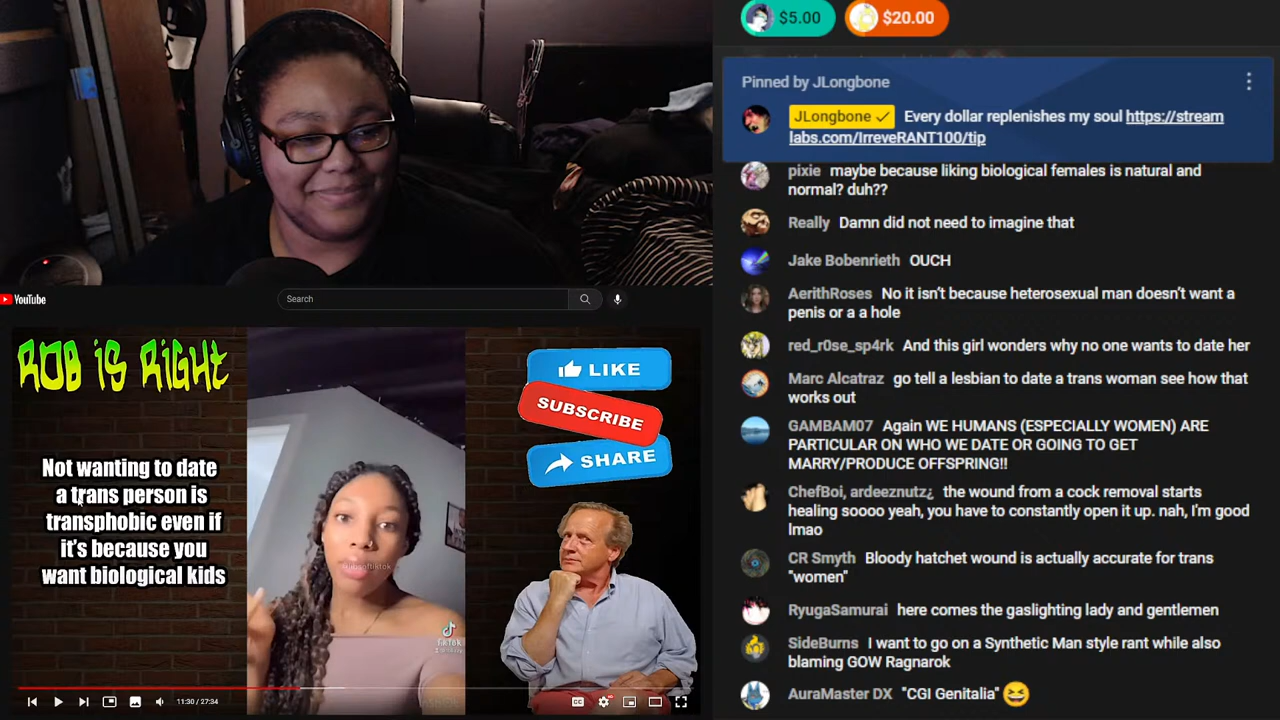 $5.00
$20.00
Pinned by JLongbone
JLongbone Every dollar replenishes my soul https://stream
labs.com/IrreveRANT100/tip
pixie maybe because liking biological females is natural and
normal? duh??
Really Damn did not need to imagine that
Jake Bobenrieth OUCH
AerithRoses No it isn't because heterosexual man doesn't want a
penis or a a hole
red_r0se_sp4rk And this girl wonders why no one wants to date her
Marc Alcatraz go tell a lesbian to date a trans woman see how that
works out
GAMBAM07 Again WE HUMANS (ESPECIALLY WOMEN) ARE
PARTICULAR ON WHO WE DATE OR GOING TO GET
MARRY/PRODUCE OFFSPRING!!
ChefBoi, ardeeznutz¿ the wound from a cock removal starts
healing soooo yeah, you have to constantly open it up. nah, I'm good
lmao
CR Smyth Bloody hatchet wound is actually accurate for trans
"women"
RyugaSamurai here comes the gaslighting lady and gentlemen
SideBurns I want to go on a Synthetic Man style rant while also
blaming GOW Ragnarok
AuraMaster DX "CGI Genitalia"
YouTube
Search
ROB iS RiGHT
LIKE
SUBSCRIBE
SHARE
Not wanting to date
a trans person is
transphobic even if
it's because you
want biological kids
TikTok
11:30 / 27:34